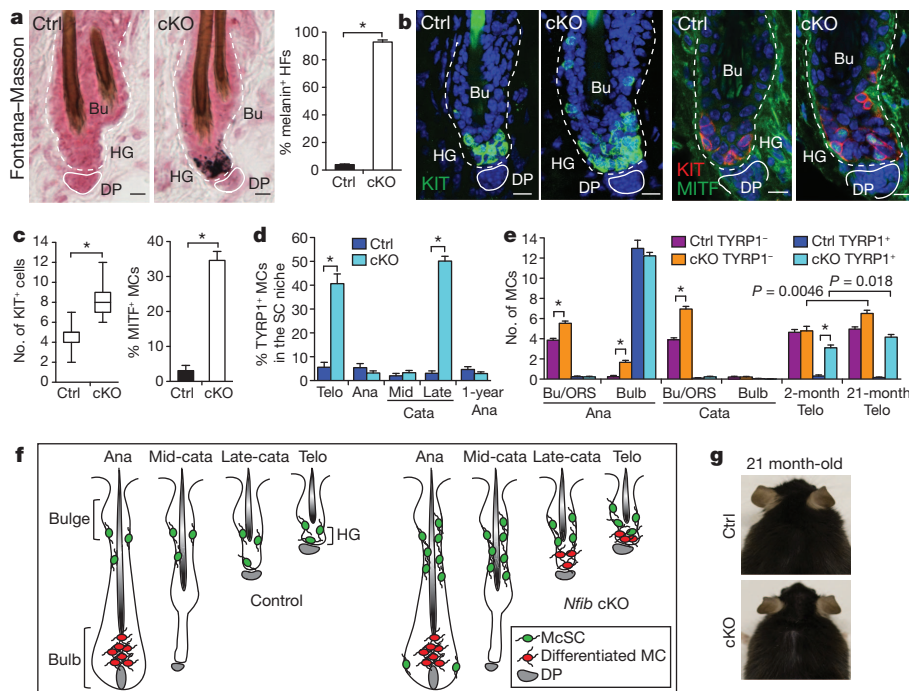 a
Ctrl
cKO
Fontana–Masson
Bu
HG
DP
Bu
HG
DP
% melanin⁺ HFs
100
80
60
40
20
0
*
Ctrl
cKO
b
Ctrl
cKO
Ctrl
cKO
Bu
HG
DP
KIT
Bu
HG
DP
Bu
HG
DP
KIT
MITF
Bu
HG
DP
c
No. of KIT⁺ cells
14
12
10
8
6
4
2
0
*
Ctrl
cKO
% MITF⁺ MCs
40
30
20
10
0
*
Ctrl
cKO
d
% TYRP1⁺ MCs
in the SC niche
60
50
40
30
20
10
0
Ctrl
cKO
*
*
Telo
Ana
Mid
Late
Cata
1-year
Ana
e
Ctrl TYRP1⁻
Ctrl TYRP1⁺
cKO TYRP1⁻
cKO TYRP1⁺
No. of MCs
14
12
10
8
6
4
2
0
*
*
*
*
P = 0.0046
P = 0.018
Bu/ORS
Bulb
Ana
Bu/ORS
Bulb
Cata
2-month
Telo
21-month
Telo
f
Ana
Mid-cata
Late-cata
Telo
Bulge
HG
Control
Bulb
Ana
Mid-cata
Late-cata
Telo
Nfib cKO
McSC
Differentiated MC
DP
g
21 month-old
Ctrl
cKO